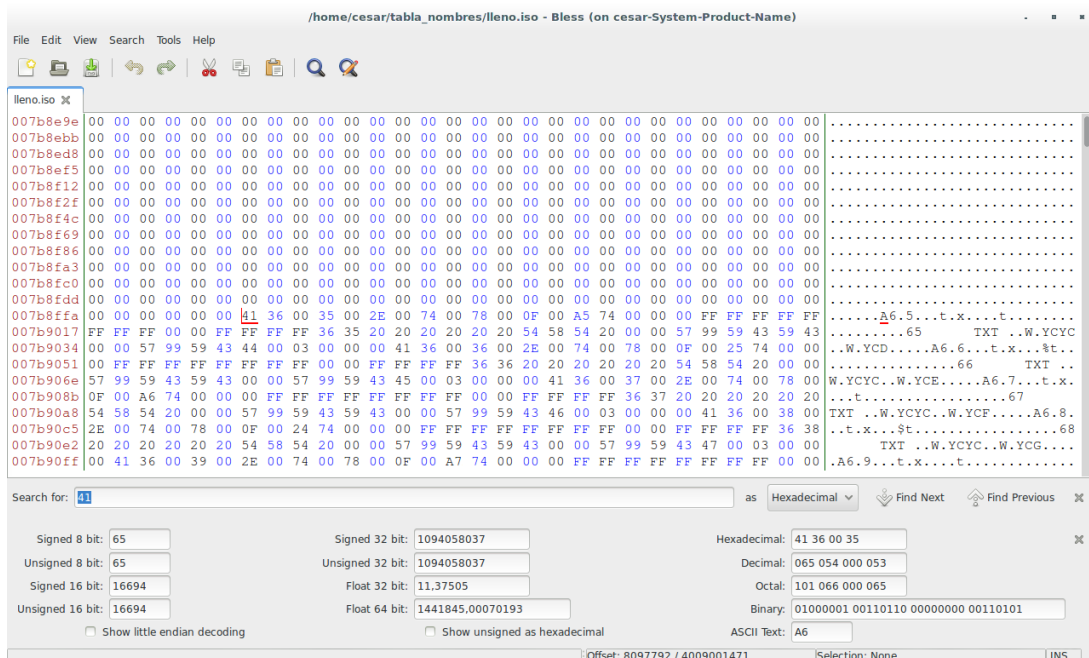 /home/cesar/tabla_nombres/lleno.iso - Bless (on cesar-System-Product-Name)
File Edit View Search Tools Help
lleno.iso
007b8e9e 00 00 00 00 00 00 00 00 00 00 00 00 00 00 00 00 00 00 00 00 00 00 00 00 00 00 00 00 00 .............................
007b8ebb 00 00 00 00 00 00 00 00 00 00 00 00 00 00 00 00 00 00 00 00 00 00 00 00 00 00 00 00 00 .............................
007b8ed8 00 00 00 00 00 00 00 00 00 00 00 00 00 00 00 00 00 00 00 00 00 00 00 00 00 00 00 00 00 .............................
007b8ef5 00 00 00 00 00 00 00 00 00 00 00 00 00 00 00 00 00 00 00 00 00 00 00 00 00 00 00 00 00 .............................
007b8f12 00 00 00 00 00 00 00 00 00 00 00 00 00 00 00 00 00 00 00 00 00 00 00 00 00 00 00 00 00 .............................
007b8f2f 00 00 00 00 00 00 00 00 00 00 00 00 00 00 00 00 00 00 00 00 00 00 00 00 00 00 00 00 00 .............................
007b8f4c 00 00 00 00 00 00 00 00 00 00 00 00 00 00 00 00 00 00 00 00 00 00 00 00 00 00 00 00 00 .............................
007b8f69 00 00 00 00 00 00 00 00 00 00 00 00 00 00 00 00 00 00 00 00 00 00 00 00 00 00 00 00 00 .............................
007b8f86 00 00 00 00 00 00 00 00 00 00 00 00 00 00 00 00 00 00 00 00 00 00 00 00 00 00 00 00 00 .............................
007b8fa3 00 00 00 00 00 00 00 00 00 00 00 00 00 00 00 00 00 00 00 00 00 00 00 00 00 00 00 00 00 .............................
007b8fc0 00 00 00 00 00 00 00 00 00 00 00 00 00 00 00 00 00 00 00 00 00 00 00 00 00 00 00 00 00 .............................
007b8fdd 00 00 00 00 00 00 00 00 00 00 00 00 00 00 00 00 00 00 00 00 00 00 00 00 00 00 00 00 00 .............................
007b8ffa 00 00 00 00 00 00 41 36 00 35 00 2E 00 74 00 78 00 0F 00 A5 74 00 00 00 FF FF FF FF FF ......A6.5...t.x....t........
007b9017 FF FF FF 00 00 FF FF FF FF 36 35 20 20 20 20 20 20 54 58 54 20 00 00 57 99 59 43 59 43 .........65      TXT ..W.YCYC
007b9034 00 00 57 99 59 43 44 00 03 00 00 00 41 36 00 36 00 2E 00 74 00 78 00 0F 00 25 74 00 00 ..W.YCD.....A6.6...t.x...%t..
007b9051 00 FF FF FF FF FF FF FF FF 00 00 FF FF FF FF 36 36 20 20 20 20 20 20 54 58 54 20 00 00 ...............66      TXT ..
007b906e 57 99 59 43 59 43 00 00 57 99 59 43 45 00 03 00 00 00 41 36 00 37 00 2E 00 74 00 78 00 W.YCYC..W.YCE.....A6.7...t.x.
007b908b 0F 00 A6 74 00 00 00 FF FF FF FF FF FF FF FF 00 00 FF FF FF FF 36 37 20 20 20 20 20 20 ...t.................67
007b90a8 54 58 54 20 00 00 57 99 59 43 59 43 00 00 57 99 59 43 46 00 03 00 00 00 41 36 00 38 00 TXT ..W.YCYC..W.YCF.....A6.8.
007b90c5 2E 00 74 00 78 00 0F 00 24 74 00 00 00 FF FF FF FF FF FF FF FF 00 00 FF FF FF FF 36 38 ..t.x...$t.................68
007b90e2 20 20 20 20 20 20 54 58 54 20 00 00 57 99 59 43 59 43 00 00 57 99 59 43 47 00 03 00 00       TXT ..W.YCYC..W.YCG....
007b90ff 00 41 36 00 39 00 2E 00 74 00 78 00 0F 00 A7 74 00 00 00 FF FF FF FF FF FF FF FF 00 00 .A6.9...t.x....t.............
Search for: 41 as Hexadecimal Find Next Find Previous
Signed 8 bit: 65 Signed 32 bit: 1094058037 Hexadecimal: 41 36 00 35
Unsigned 8 bit: 65 Unsigned 32 bit: 1094058037 Decimal: 065 054 000 053
Signed 16 bit: 16694 Float 32 bit: 11,37505 Octal: 101 066 000 065
Unsigned 16 bit: 16694 Float 64 bit: 1441845,00070193 Binary: 01000001 00110110 00000000 00110101
Show little endian decoding Show unsigned as hexadecimal ASCII Text: A6
Offset: 8097792 / 4009001471 Selection: None INS